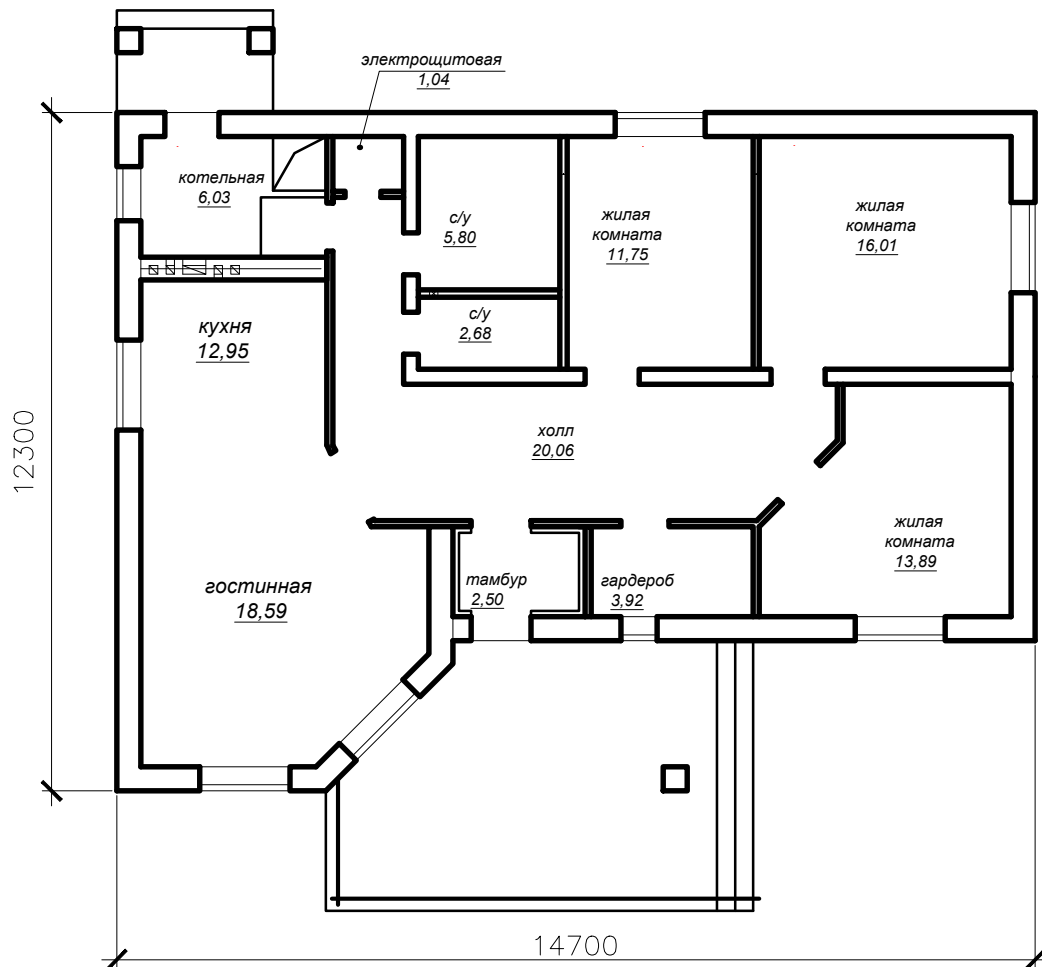 электрощитовая
1,04
котельная
6,03
с/у
5,80
жилая
комната
11,75
жилая
комната
16,01
с/у
2,68
кухня
12,95
холл
20,06
12300
жилая
комната
13,89
гостинная
18,59
тамбур
2,50
гардероб
3,92
14700